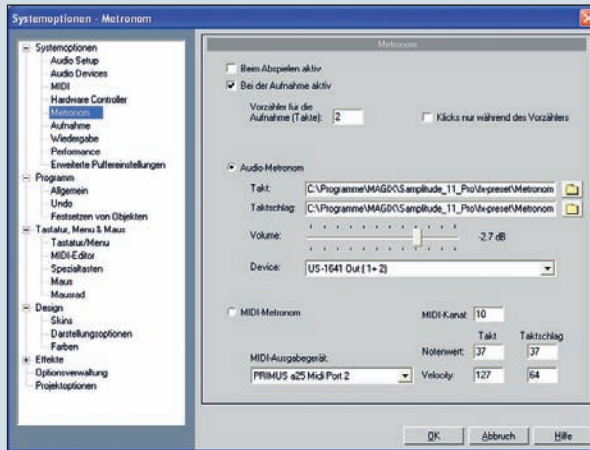 Systemoptionen - Metronom
Systemoptionen
Audio Setup
Audio Devices
MIDI
Hardware Controller
Metronom
Aufnahme
Wiedergabe
Performance
Erweiterte Puffereinstellungen
Programm
Allgemein
Undo
Festsetzen von Objekten
Tastatur, Menu & Maus
Tastatur/Menu
MIDI-Editor
Spezialtasten
Maus
Mausrad
Design
Skins
Darstellungsoptionen
Farben
Effekte
Optionsverwaltung
Projektoptionen
Metronom
Beim Abspielen aktiv
Bei der Aufnahme aktiv
Vorzähler für die
Aufnahme (Takte): 2 Klicks nur während des Vorzählers
Audio-Metronom
Takt: C:\Programme\MAGIX\Samplitude_11_Pro\fx-preset\Metronom
Taktschlag: C:\Programme\MAGIX\Samplitude_11_Pro\fx-preset\Metronom
Volume: -2.7 dB
Device: US-1641 Out ( 1+ 2)
MIDI-Metronom MIDI-Kanal: 10
Takt Taktschlag
MIDI-Ausgabegerät: Notenwert: 37 37
PRIMUS a25 Midi Port 2 Velocity: 127 64
OK Abbruch Hilfe